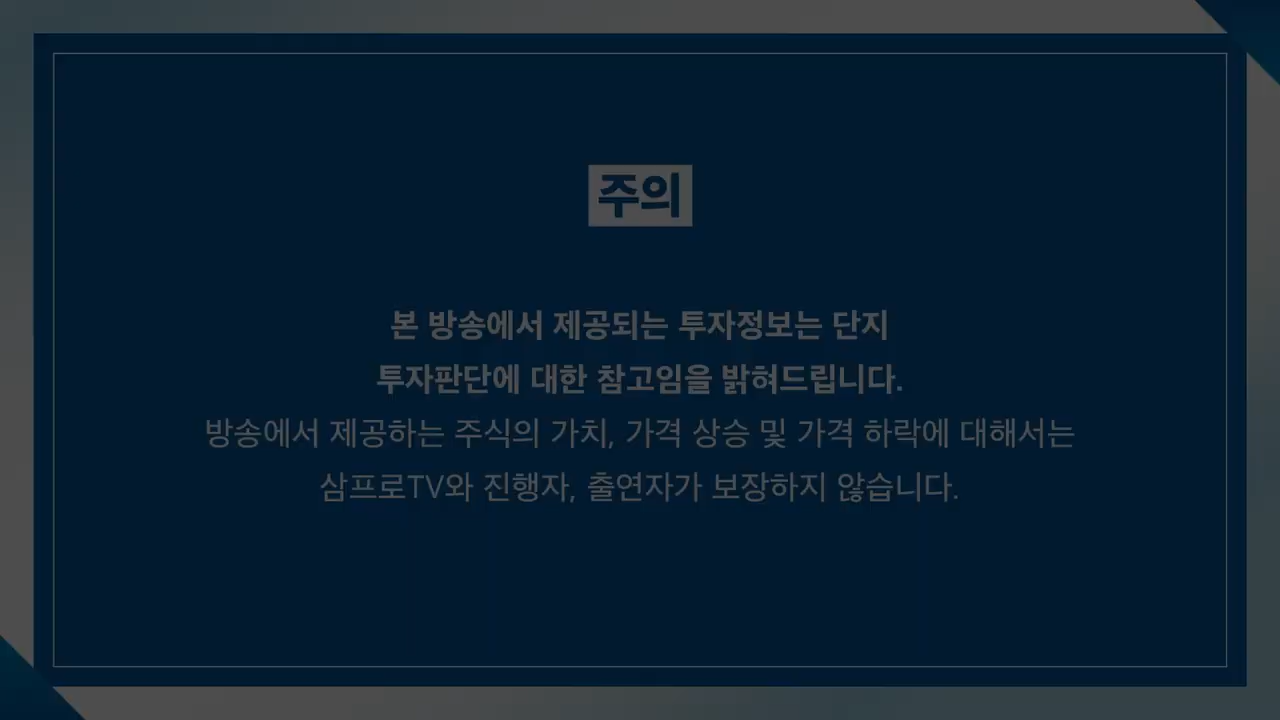 주의
본 방송에서 제공되는 투자정보는 단지
투자판단에 대한 참고임을 밝혀드립니다.
방송에서 제공하는 주식의 가치, 가격 상승 및 가격 하락에 대해서는
삼프로TV와 진행자, 출연자가 보장하지 않습니다.